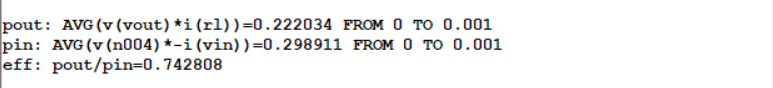 pout: AVG(v(vout)*i(rl))=0.222034 FROM 0 TO 0.001
pin: AVG(v(n004)*-i(vin))=0.298911 FROM 0 TO 0.001
eff: pout/pin=0.742808